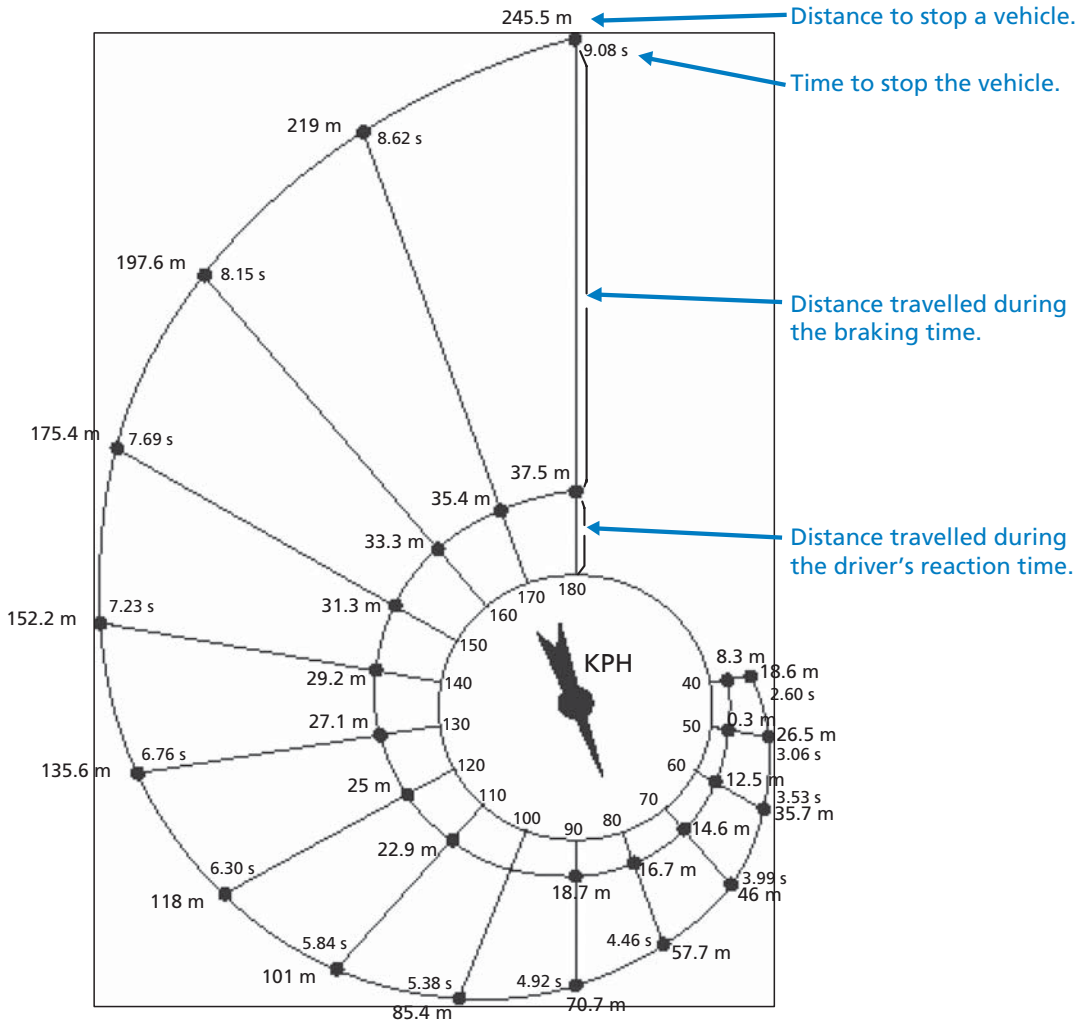 245.5 m
Distance to stop a vehicle.
9.08 s
Time to stop the vehicle.
219 m
8.62 s
197.6 m
8.15 s
Distance travelled during
the braking time.
175.4 m
7.69 s
37.5 m
35.4 m
33.3 m
Distance travelled during
the driver's reaction time.
31.3 m
170
180
160
152.2 m
7.23 s
150
29.2 m
140
KPH
8.3 m
18.6 m
40
2.60 s
27.1 m
130
50
0.3 m
26.5 m
3.06 s
135.6 m
6.76 s
120
60
12.5 m
25 m
110
70
3.53 s
35.7 m
100
90
80
14.6 m
22.9 m
16.7 m
18.7 m
6.30 s
118 m
3.99 s
46 m
5.84 s
101 m
4.46 s
57.7 m
5.38 s
85.4 m
4.92 s
70.7 m